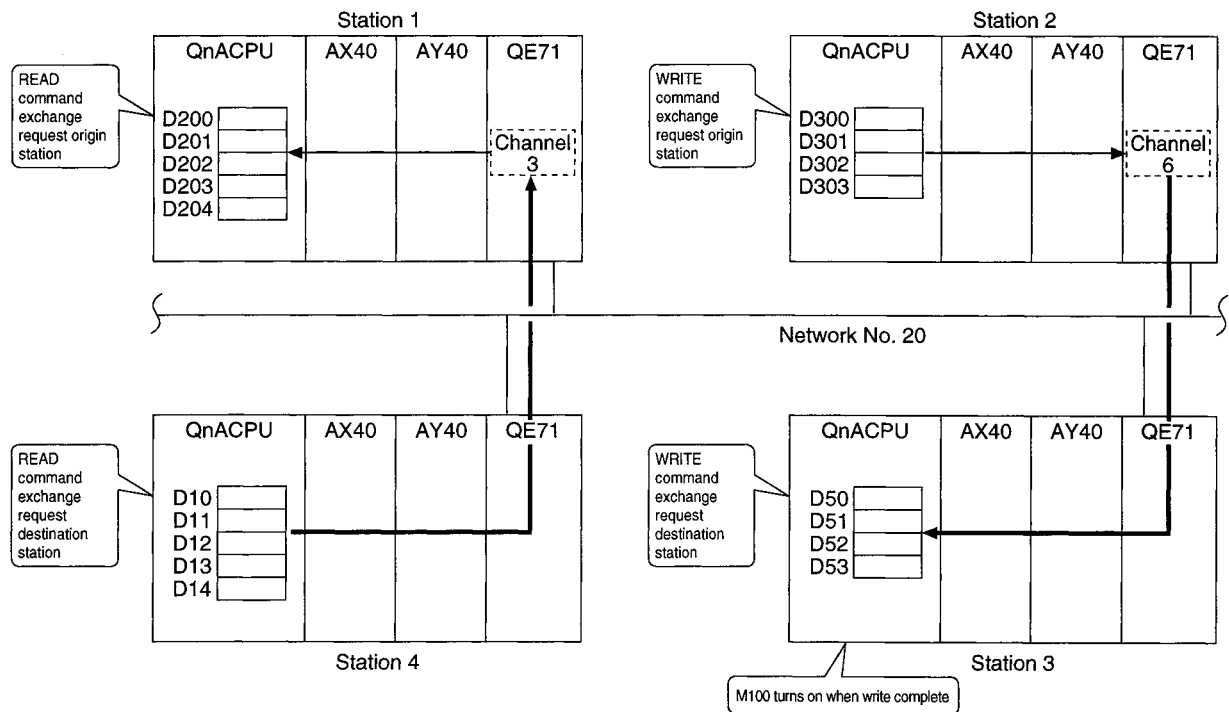 Station 1
QnACPU AX40 AY40 QE71
READ
command
exchange
request origin
station
D200
D201
D202
D203
D204
Channel
3
Station 2
QnACPU AX40 AY40 QE71
WRITE
command
exchange
request origin
station
D300
D301
D302
D303
Channel
6
Network No. 20
QnACPU AX40 AY40 QE71
READ
command
exchange
request
destination
station
D10
D11
D12
D13
D14
Station 4
QnACPU AX40 AY40 QE71
WRITE
command
exchange
request
destination
station
D50
D51
D52
D53
Station 3
M100 turns on when write complete